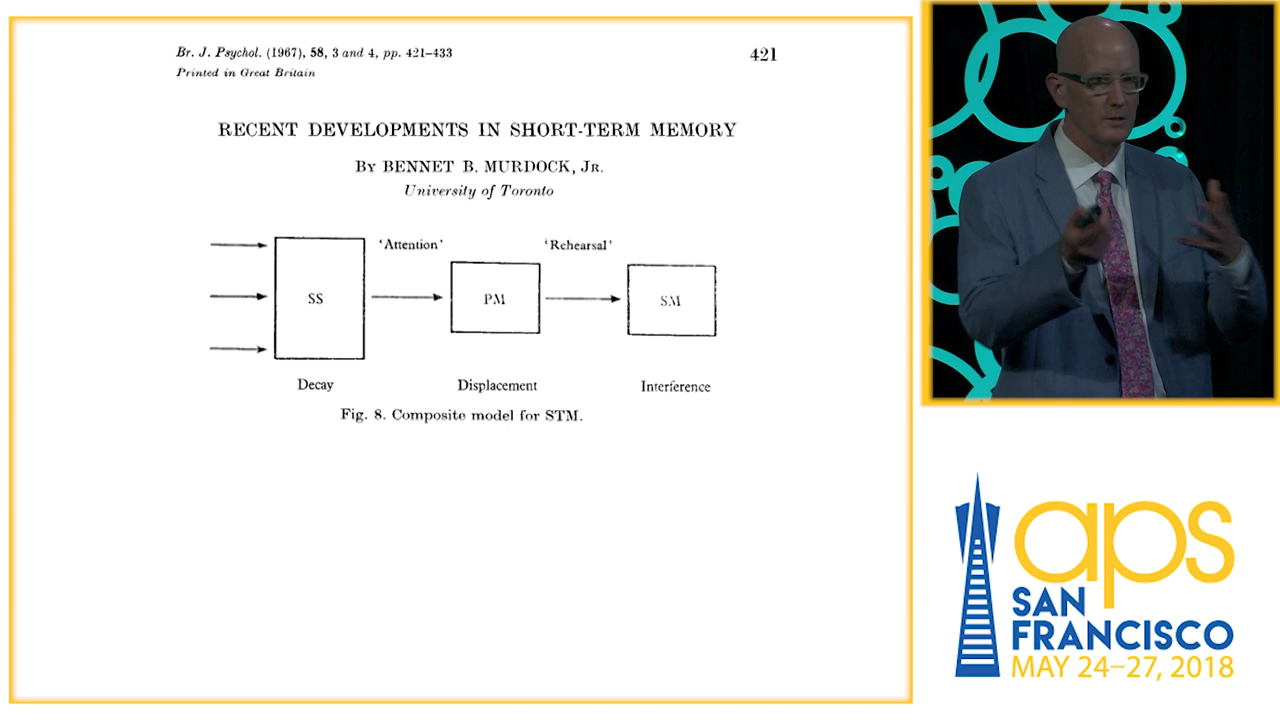 Br. J. Psychol. (1967), 58, 3 and 4, pp. 421–433
421
Printed in Great Britain
RECENT DEVELOPMENTS IN SHORT-TERM MEMORY
BY BENNET B. MURDOCK, JR.
University of Toronto
'Attention'
'Rehearsal'
SS
PM
SM
Decay
Displacement
Interference
Fig. 8. Composite model for STM.
aps
SAN
FRANCISCO
MAY 24–27, 2018